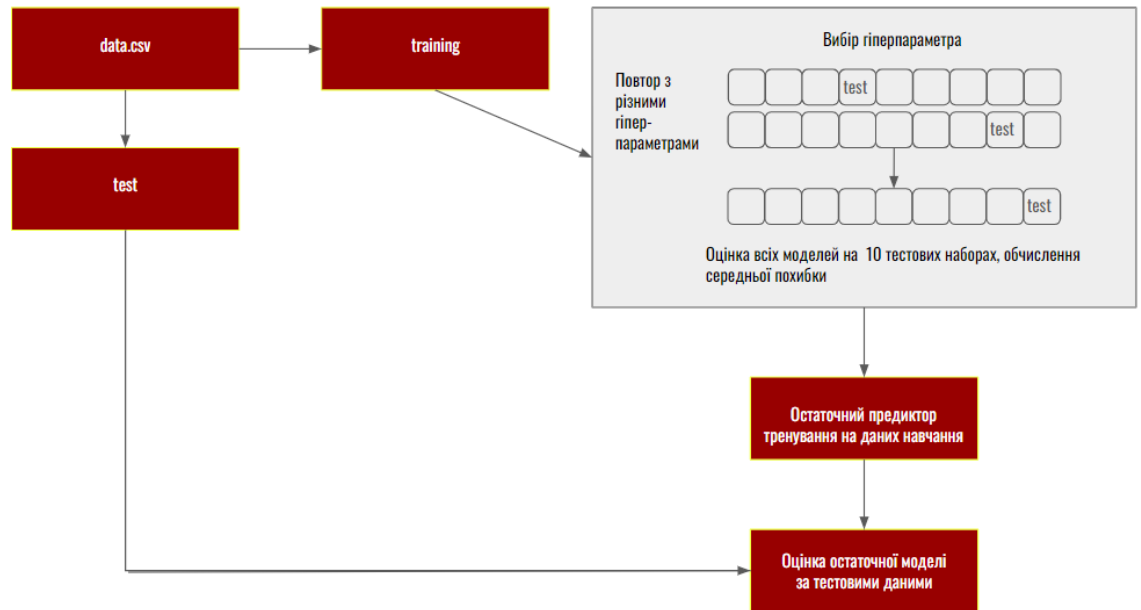 data.csv
training
test
Вибір гіперпараметра
Повтор з
різними
гіпер-
параметрами
test
test
test
Оцінка всіх моделей на 10 тестових наборах, обчислення
середньої похибки
Остаточний предиктор
тренування на даних навчання
Оцінка остаточної моделі
за тестовими даними